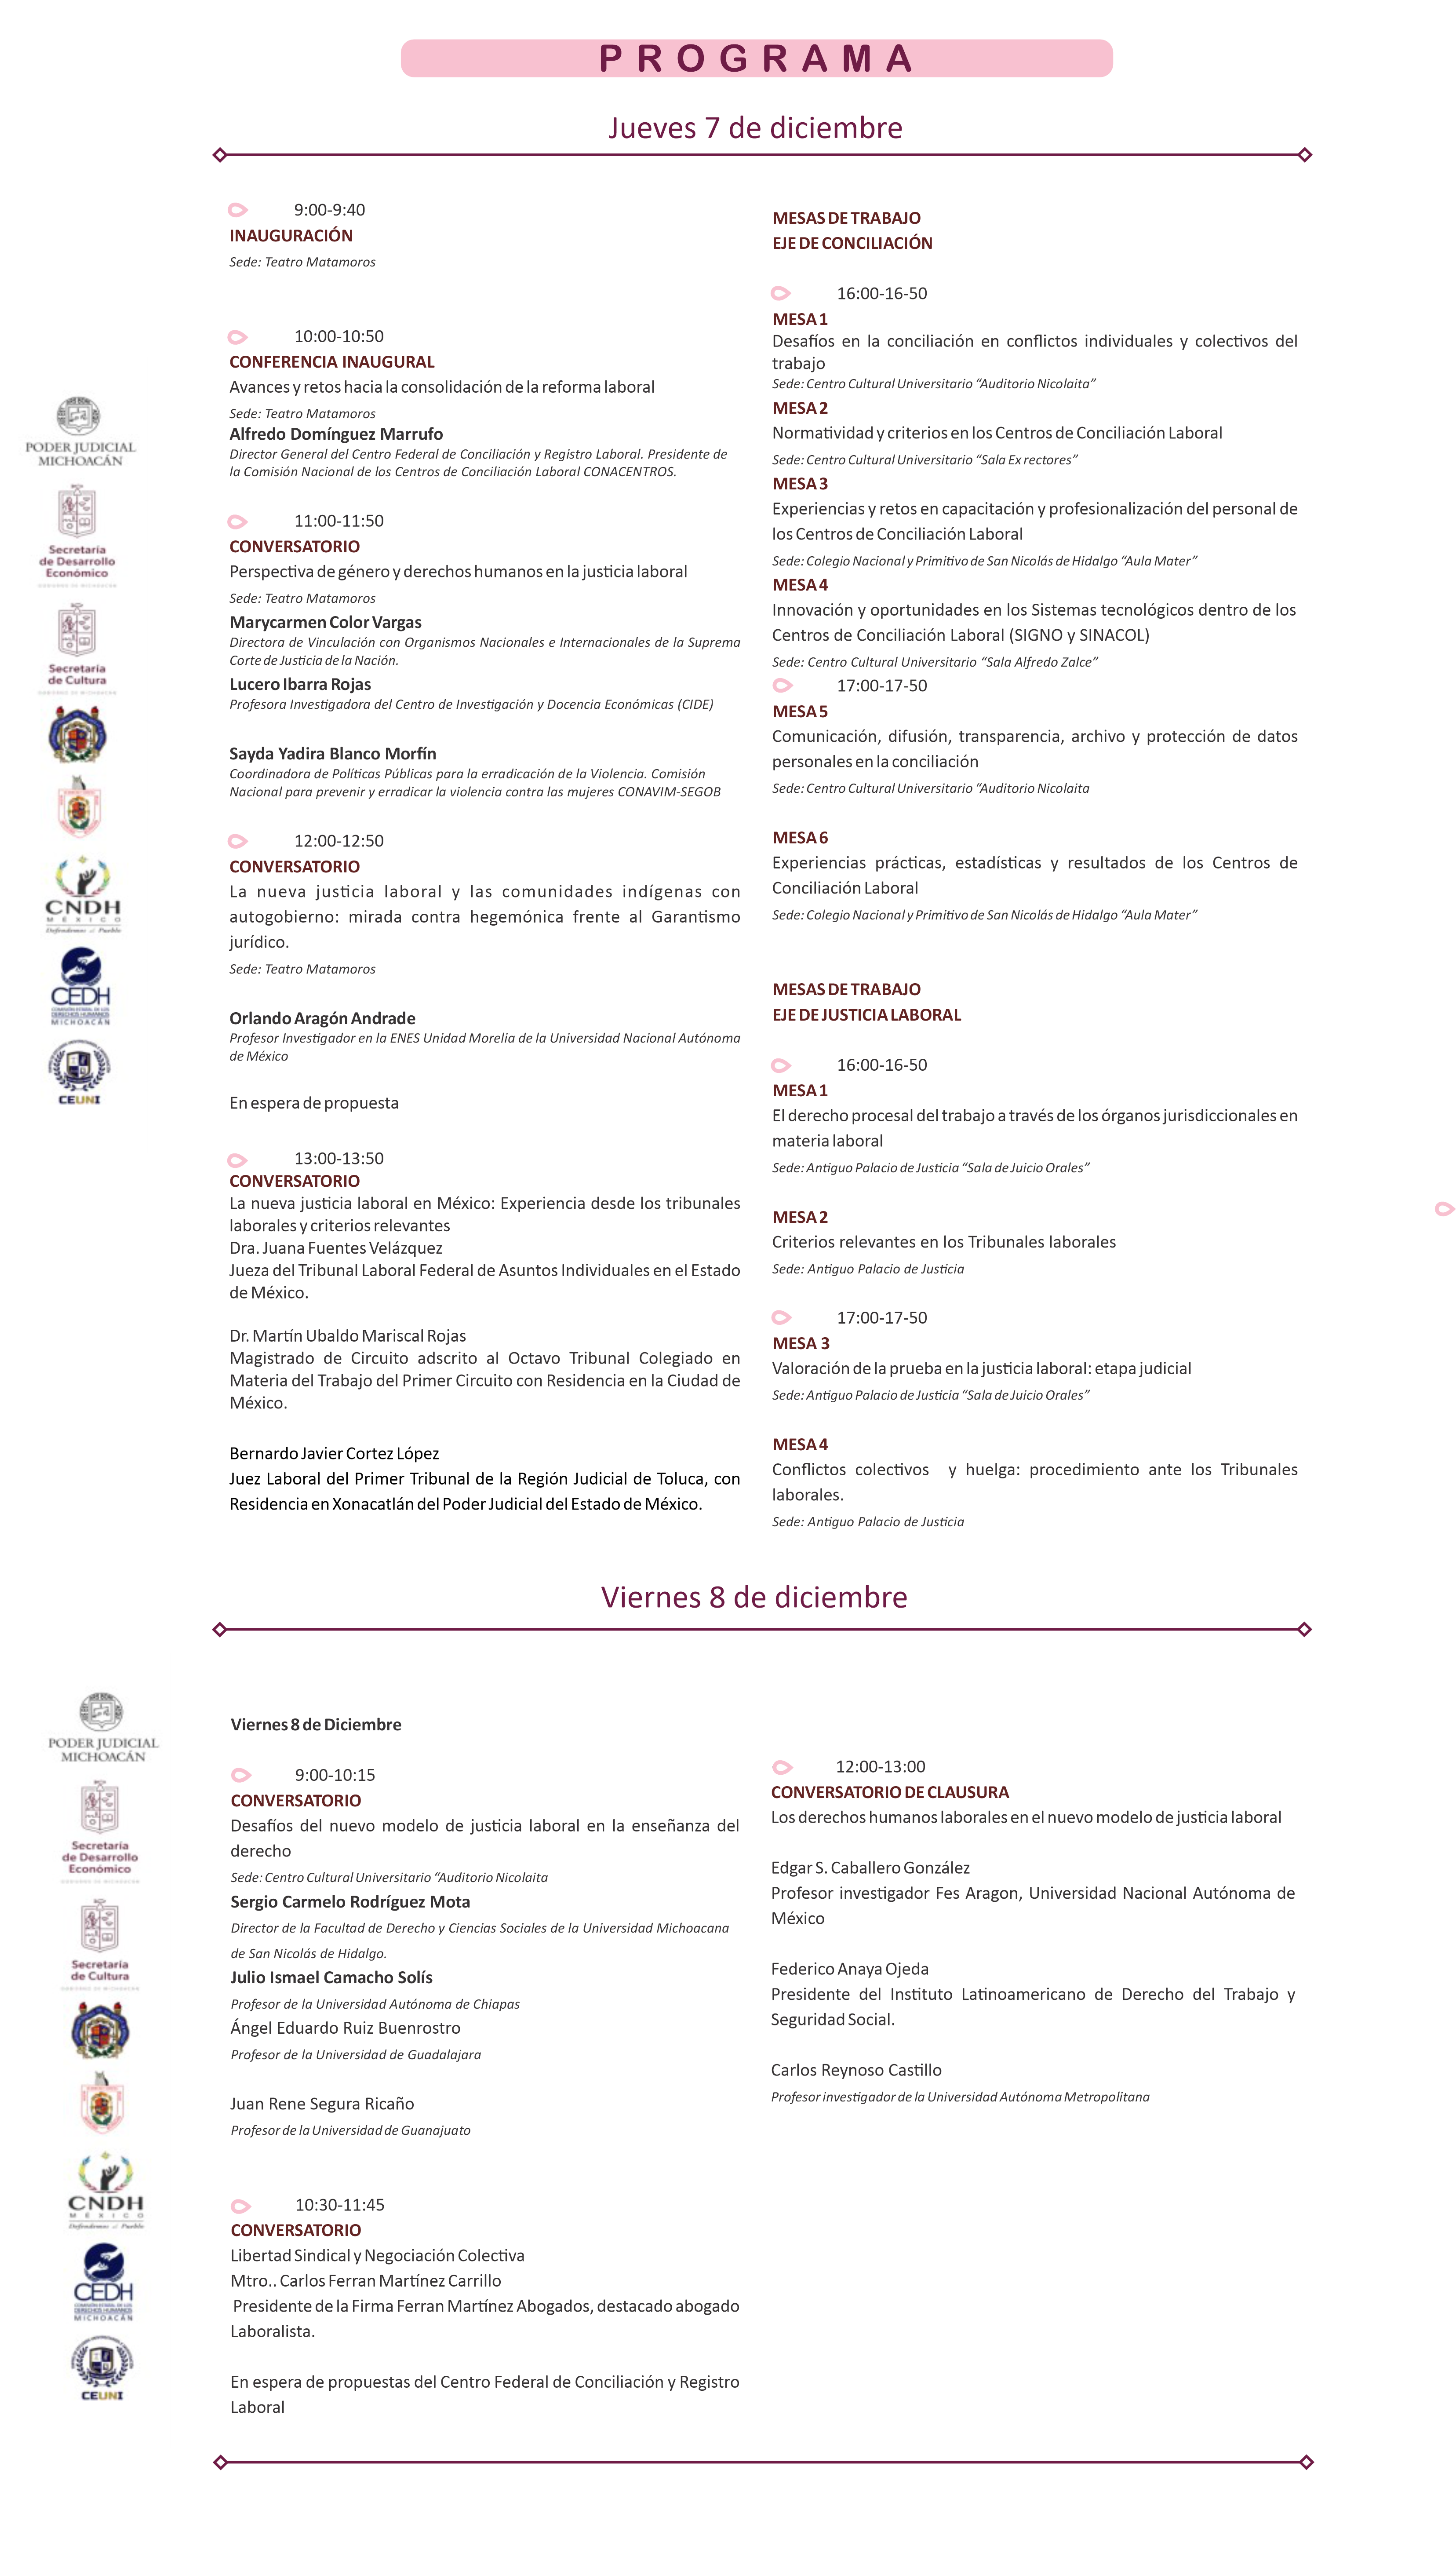 PROGRAMA
Jueves 7 de diciembre
9:00-9:40
INAUGURACIÓN
Sede: Teatro Matamoros
10:00-10:50
CONFERENCIA INAUGURAL
Avances y retos hacia la consolidación de la reforma laboral
Sede: Teatro Matamoros
Alfredo Domínguez Marrufo
Director General del Centro Federal de Conciliación y Registro Laboral. Presidente de
la Comisión Nacional de los Centros de Conciliación Laboral CONACENTROS.
11:00-11:50
CONVERSATORIO
Perspectiva de género y derechos humanos en la justicia laboral
Sede: Teatro Matamoros
Marycarmen Color Vargas
Directora de Vinculación con Organismos Nacionales e Internacionales de la Suprema
Corte de Justicia de la Nación.
Lucero Ibarra Rojas
Profesora Investigadora del Centro de Investigación y Docencia Económicas (CIDE)
Sayda Yadira Blanco Morfín
Coordinadora de Políticas Públicas para la erradicación de la Violencia. Comisión
Nacional para prevenir y erradicar la violencia contra las mujeres CONAVIM-SEGOB
12:00-12:50
CONVERSATORIO
La nueva justicia laboral y las comunidades indígenas con
autogobierno: mirada contra hegemónica frente al Garantismo
jurídico.
Sede: Teatro Matamoros
Orlando Aragón Andrade
Profesor Investigador en la ENES Unidad Morelia de la Universidad Nacional Autónoma
de México
En espera de propuesta
13:00-13:50
CONVERSATORIO
La nueva justicia laboral en México: Experiencia desde los tribunales
laborales y criterios relevantes
Dra. Juana Fuentes Velázquez
Jueza del Tribunal Laboral Federal de Asuntos Individuales en el Estado
de México.
Dr. Martín Ubaldo Mariscal Rojas
Magistrado de Circuito adscrito al Octavo Tribunal Colegiado en
Materia del Trabajo del Primer Circuito con Residencia en la Ciudad de
México.
Bernardo Javier Cortez López
Juez Laboral del Primer Tribunal de la Región Judicial de Toluca, con
Residencia en Xonacatlán del Poder Judicial del Estado de México.
MESAS DE TRABAJO
EJE DE CONCILIACIÓN
16:00-16-50
MESA 1
Desafíos en la conciliación en conflictos individuales y colectivos del
trabajo
Sede: Centro Cultural Universitario “Auditorio Nicolaita”
MESA 2
Normatividad y criterios en los Centros de Conciliación Laboral
Sede: Centro Cultural Universitario “Sala Ex rectores”
MESA 3
Experiencias y retos en capacitación y profesionalización del personal de
los Centros de Conciliación Laboral
Sede: Colegio Nacional y Primitivo de San Nicolás de Hidalgo “Aula Mater”
MESA 4
Innovación y oportunidades en los Sistemas tecnológicos dentro de los
Centros de Conciliación Laboral (SIGNO y SINACOL)
Sede: Centro Cultural Universitario “Sala Alfredo Zalce”
17:00-17-50
MESA 5
Comunicación, difusión, transparencia, archivo y protección de datos
personales en la conciliación
Sede: Centro Cultural Universitario “Auditorio Nicolaita
MESA 6
Experiencias prácticas, estadísticas y resultados de los Centros de
Conciliación Laboral
Sede: Colegio Nacional y Primitivo de San Nicolás de Hidalgo “Aula Mater”
MESAS DE TRABAJO
EJE DE JUSTICIA LABORAL
16:00-16-50
MESA 1
El derecho procesal del trabajo a través de los órganos jurisdiccionales en
materia laboral
Sede: Antiguo Palacio de Justicia “Sala de Juicio Orales”
MESA 2
Criterios relevantes en los Tribunales laborales
Sede: Antiguo Palacio de Justicia
17:00-17-50
MESA 3
Valoración de la prueba en la justicia laboral: etapa judicial
Sede: Antiguo Palacio de Justicia “Sala de Juicio Orales”
MESA 4
Conflictos colectivos y huelga: procedimiento ante los Tribunales
laborales.
Sede: Antiguo Palacio de Justicia
PODER JUDICIAL
MICHOACÁN
Secretaría
de Desarrollo
Económico
Secretaría
de Cultura
CNDH
MÉXICO
Defendemos al Pueblo
CEDH
COMISIÓN ESTATAL DE LOS
DERECHOS HUMANOS
MICHOACÁN
CEUNI
Viernes 8 de diciembre
Viernes 8 de Diciembre
9:00-10:15
CONVERSATORIO
Desafíos del nuevo modelo de justicia laboral en la enseñanza del
derecho
Sede: Centro Cultural Universitario “Auditorio Nicolaita
Sergio Carmelo Rodríguez Mota
Director de la Facultad de Derecho y Ciencias Sociales de la Universidad Michoacana
de San Nicolás de Hidalgo.
Julio Ismael Camacho Solís
Profesor de la Universidad Autónoma de Chiapas
Ángel Eduardo Ruiz Buenrostro
Profesor de la Universidad de Guadalajara
Juan Rene Segura Ricaño
Profesor de la Universidad de Guanajuato
10:30-11:45
CONVERSATORIO
Libertad Sindical y Negociación Colectiva
Mtro.. Carlos Ferran Martínez Carrillo
Presidente de la Firma Ferran Martínez Abogados, destacado abogado
Laboralista.
En espera de propuestas del Centro Federal de Conciliación y Registro
Laboral
12:00-13:00
CONVERSATORIO DE CLAUSURA
Los derechos humanos laborales en el nuevo modelo de justicia laboral
Edgar S. Caballero González
Profesor investigador Fes Aragon, Universidad Nacional Autónoma de
México
Federico Anaya Ojeda
Presidente del Instituto Latinoamericano de Derecho del Trabajo y
Seguridad Social.
Carlos Reynoso Castillo
Profesor investigador de la Universidad Autónoma Metropolitana
PODER JUDICIAL
MICHOACÁN
Secretaría
de Desarrollo
Económico
Secretaría
de Cultura
CNDH
MÉXICO
Defendemos al Pueblo
CEDH
COMISIÓN ESTATAL DE LOS
DERECHOS HUMANOS
MICHOACÁN
CEUNI